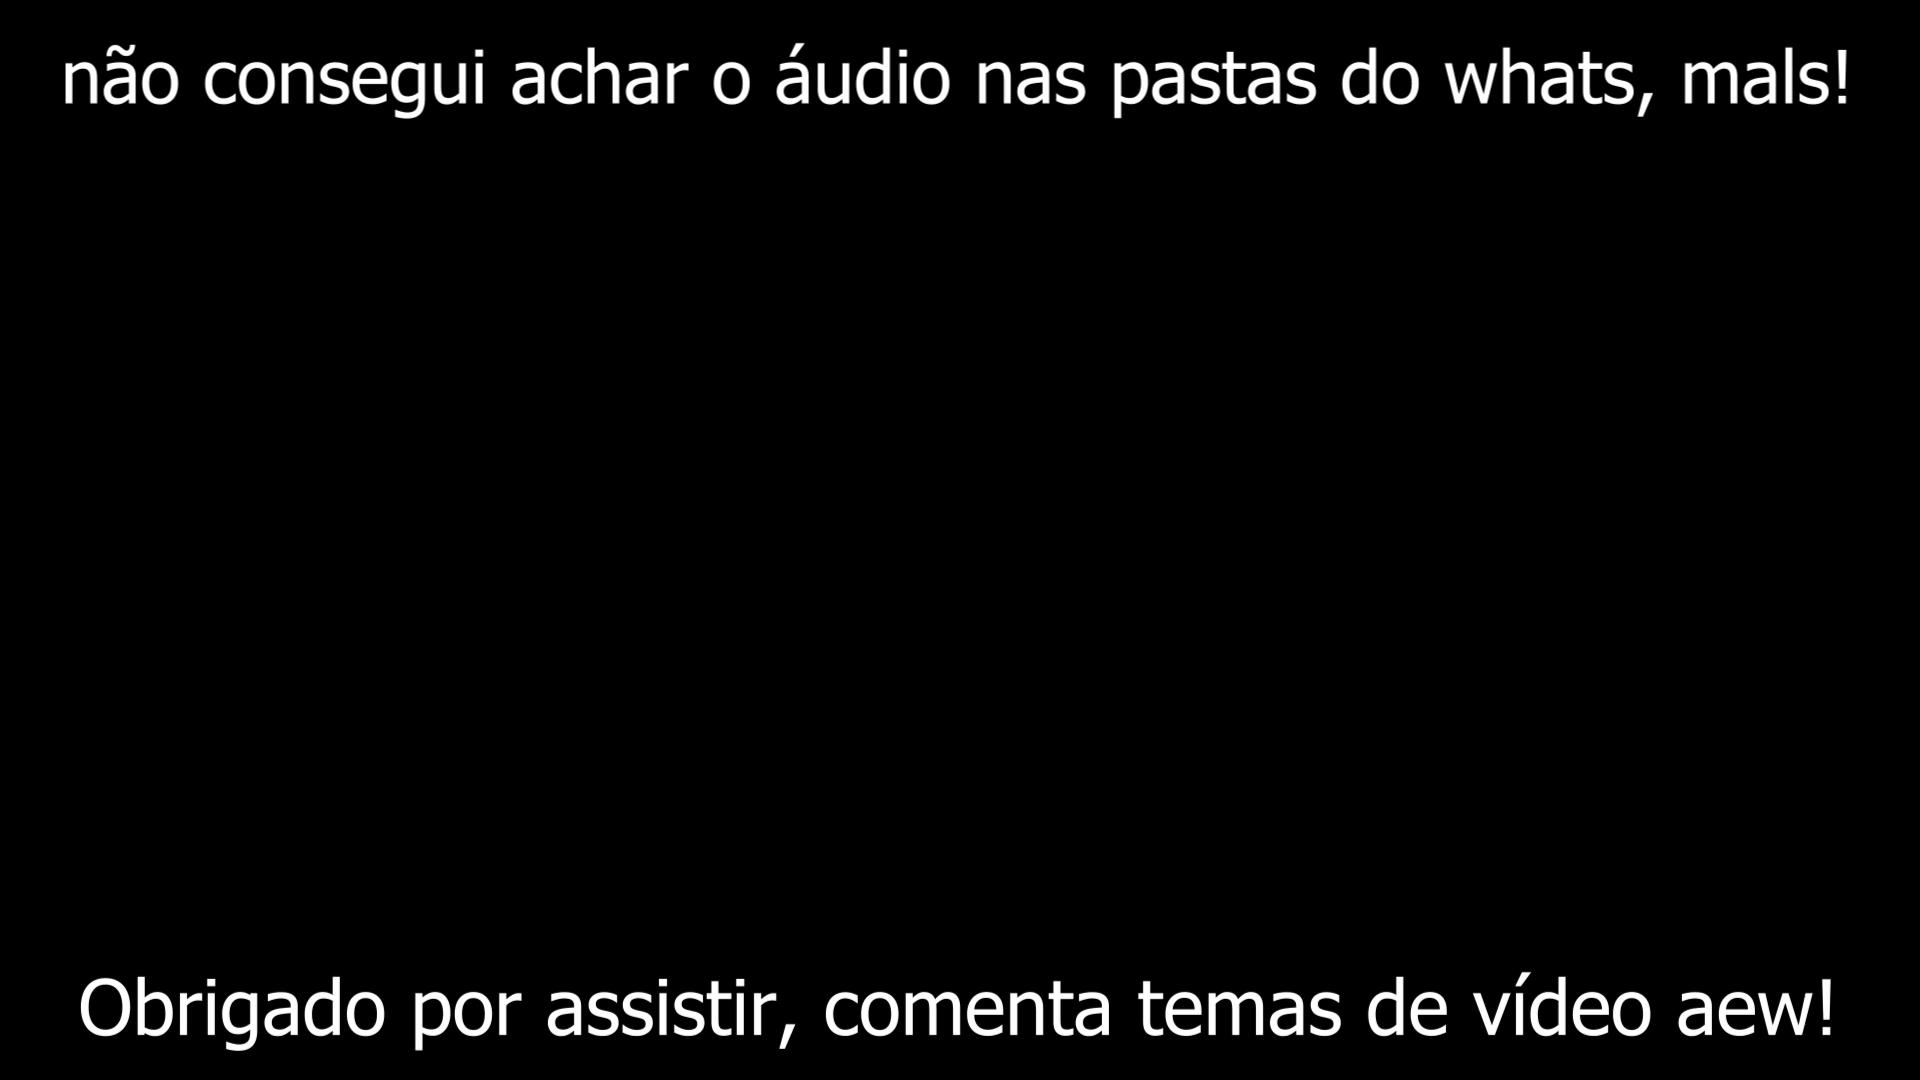 não consegui achar o áudio nas pastas do whats, mals!
Obrigado por assistir, comenta temas de vídeo aew!